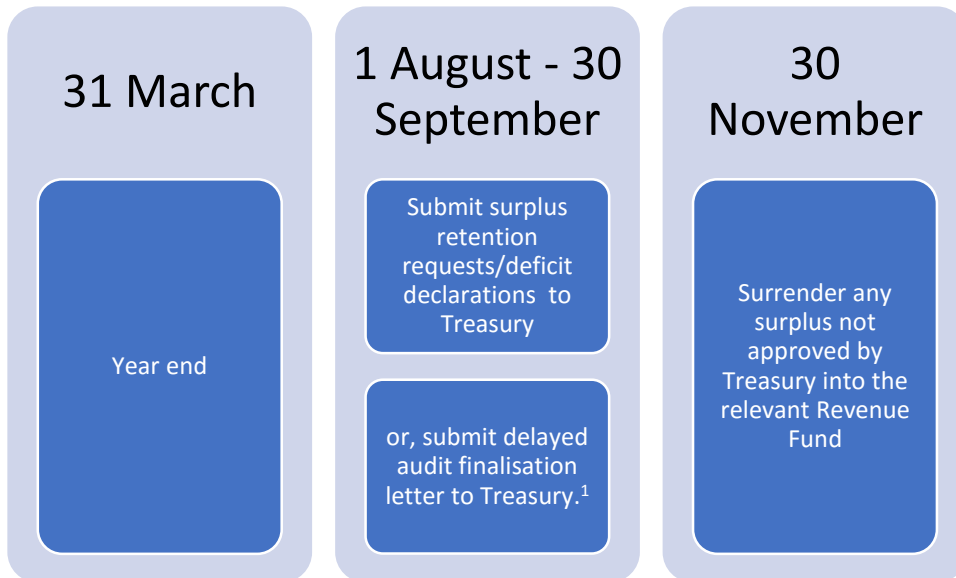 31 March
Year end
1 August - 30
September
Submit surplus
retention
requests/deficit
declarations to
Treasury
or, submit delayed
audit finalisation
letter to Treasury.¹
30
November
Surrender any
surplus not
approved by
Treasury into the
relevant Revenue
Fund